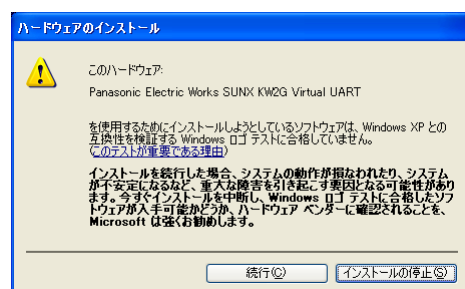 ハードウェアのインストール
このハードウェア:
Panasonic Electric Works SUNX KW2G Virtual UART
を使用するためにインストールしようとしているソフトウェアは、Windows XP との
互換性を検証する Windows ロゴ テストに合格していません。
(このテストが重要である理由)
インストールを続行した場合、システムの動作が損なわれたり、システム
が不安定になるなど、重大な障害を引き起こす要因となる可能性があり
ます。今すぐインストールを中断し、Windows ロゴ テストに合格したソフ
トウェアが入手可能かどうか、ハードウェア ベンダーに確認されることを、
Microsoft は強くお勧めします。
続行(C)
インストールの停止(S)